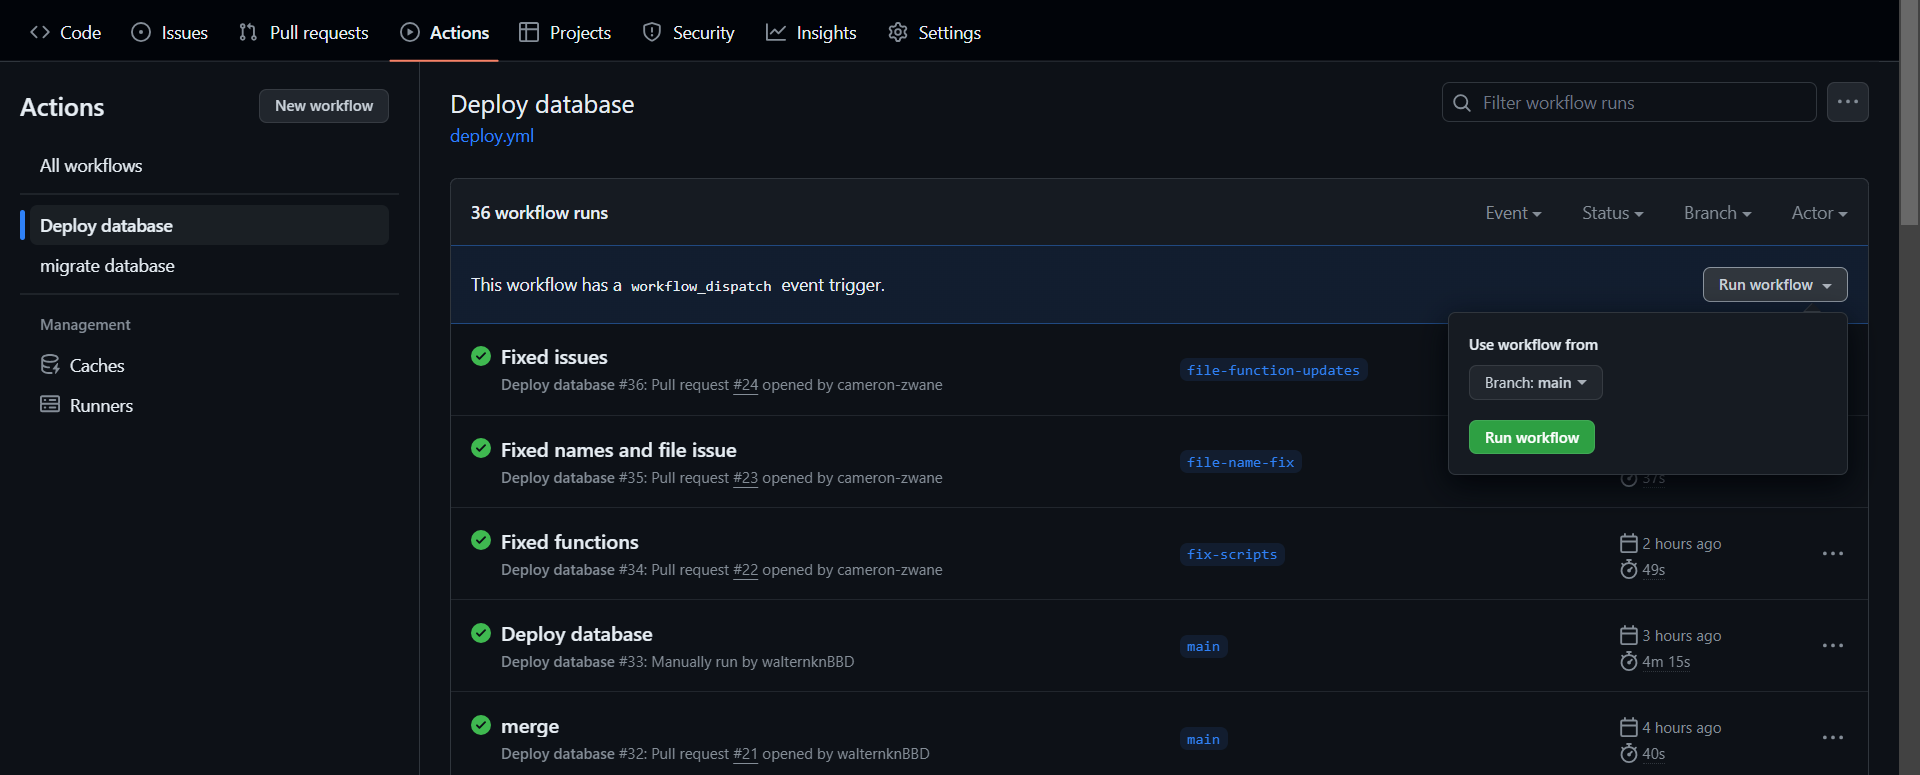 Code Issues Pull requests Actions Projects Security Insights Settings
Actions
New workflow
All workflows
Deploy database
migrate database
Management
Caches
Runners
Deploy database
deploy.yml
Filter workflow runs
36 workflow runs
Event Status Branch Actor
This workflow has a workflow_dispatch event trigger.
Run workflow
Use workflow from
Branch: main
Run workflow
Fixed issues
Deploy database #36: Pull request #24 opened by cameron-zwane
file-function-updates
Fixed names and file issue
Deploy database #35: Pull request #23 opened by cameron-zwane
file-name-fix
37s
Fixed functions
Deploy database #34: Pull request #22 opened by cameron-zwane
fix-scripts
2 hours ago
49s
Deploy database
Deploy database #33: Manually run by walternknBBD
main
3 hours ago
4m 15s
merge
Deploy database #32: Pull request #21 opened by walternknBBD
main
4 hours ago
40s